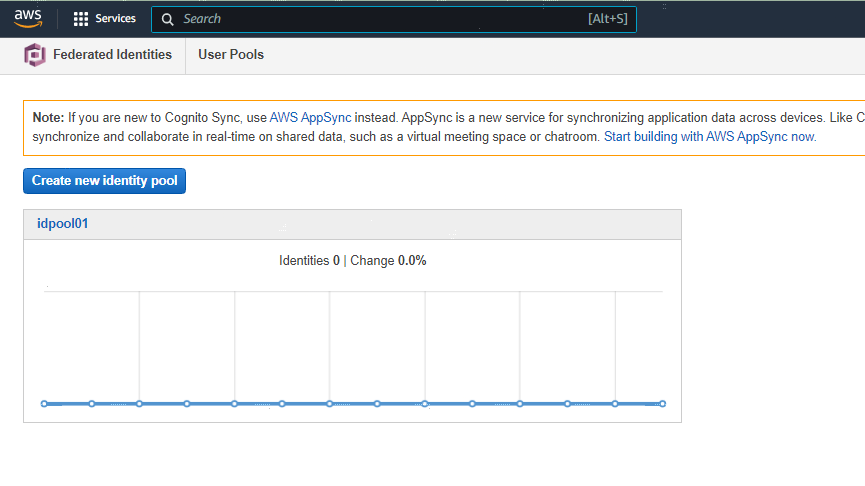 aws Services Search [Alt+S]
Federated Identities User Pools
Note: If you are new to Cognito Sync, use AWS AppSync instead. AppSync is a new service for synchronizing application data across devices. Like C
synchronize and collaborate in real-time on shared data, such as a virtual meeting space or chatroom. Start building with AWS AppSync now.
Create new identity pool
idpool01
Identities 0 | Change 0.0%